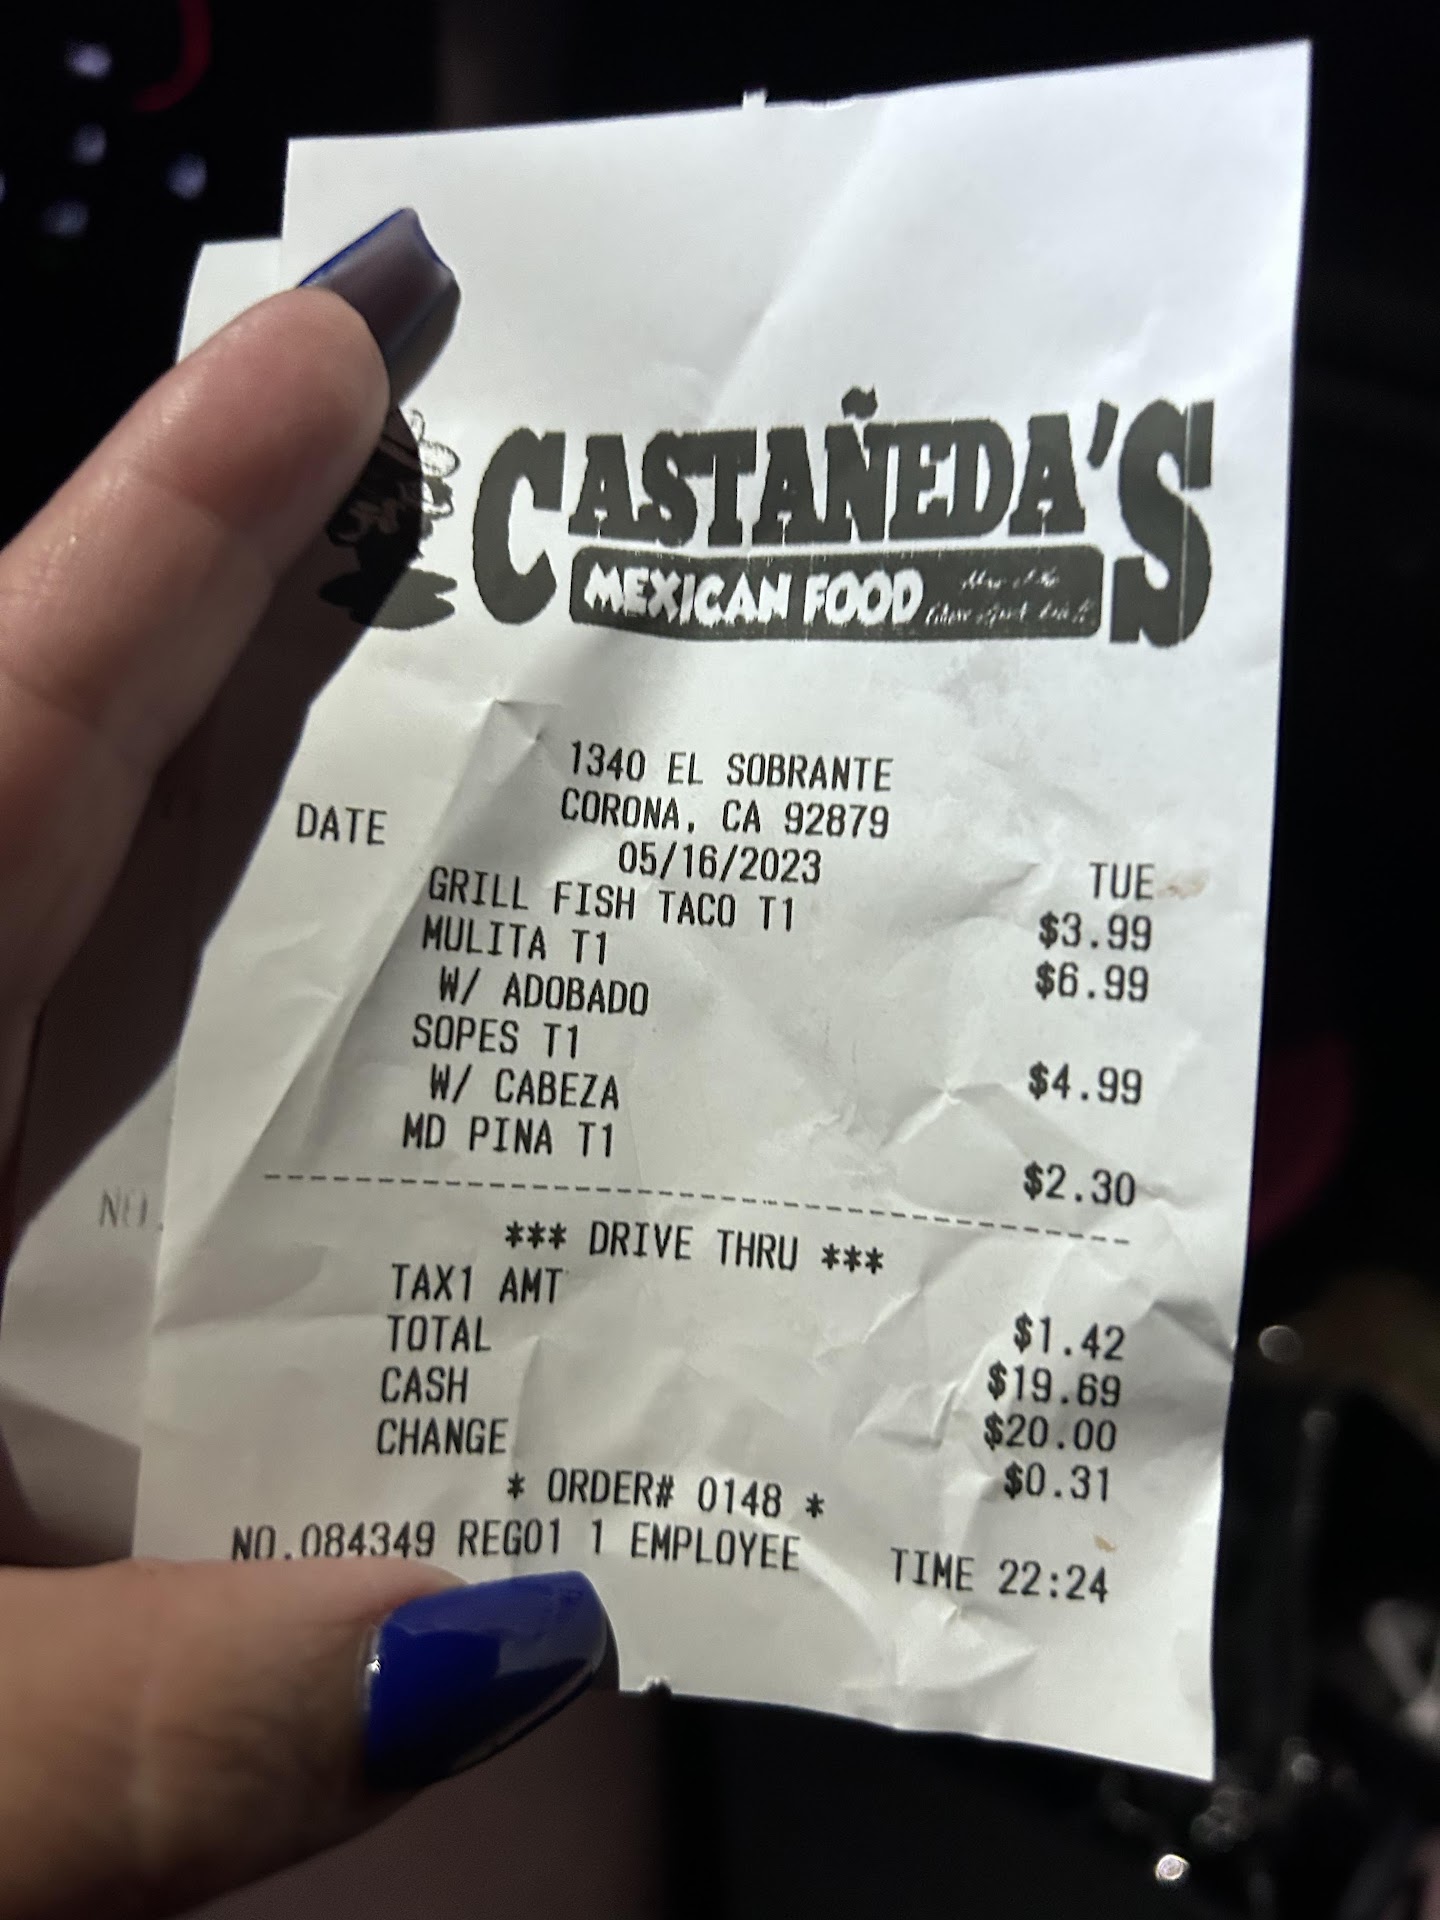 CASTAÑEDA'S
MEXICAN FOOD
1340 EL SOBRANTE
CORONA, CA 92879
DATE 05/16/2023 TUE
GRILL FISH TACO T1 $3.99
MULITA T1 $6.99
W/ ADOBADO
SOPES T1 $4.99
W/ CABEZA
MD PINA T1 $2.30
*** DRIVE THRU ***
TAX1 AMT $1.42
TOTAL $19.69
CASH $20.00
CHANGE $0.31
* ORDER# 0148 *
NO.084349 REG01 1 EMPLOYEE TIME 22:24
NO.